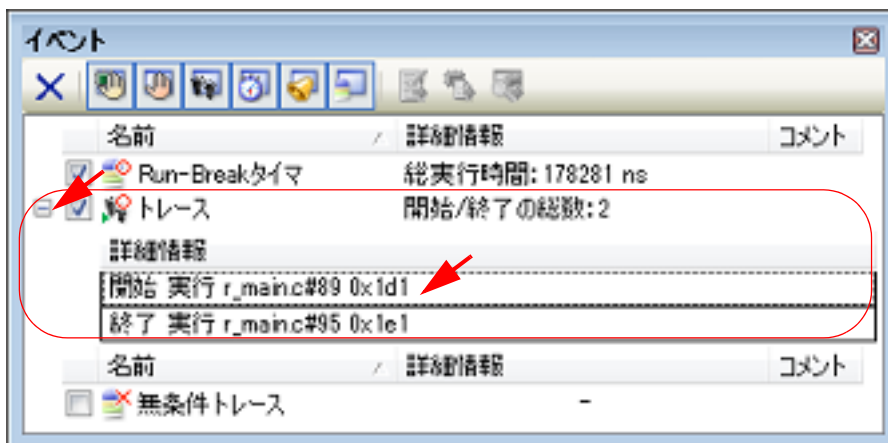 イベント
名前 詳細情報 コメント
Run-Breakタイマ 総実行時間: 178281 ns
トレース 開始/終了の総数: 2
詳細情報
開始 実行 r_main.c#89 0x1d1
終了 実行 r_main.c#95 0x1e1
名前 詳細情報 コメント
無条件トレース -